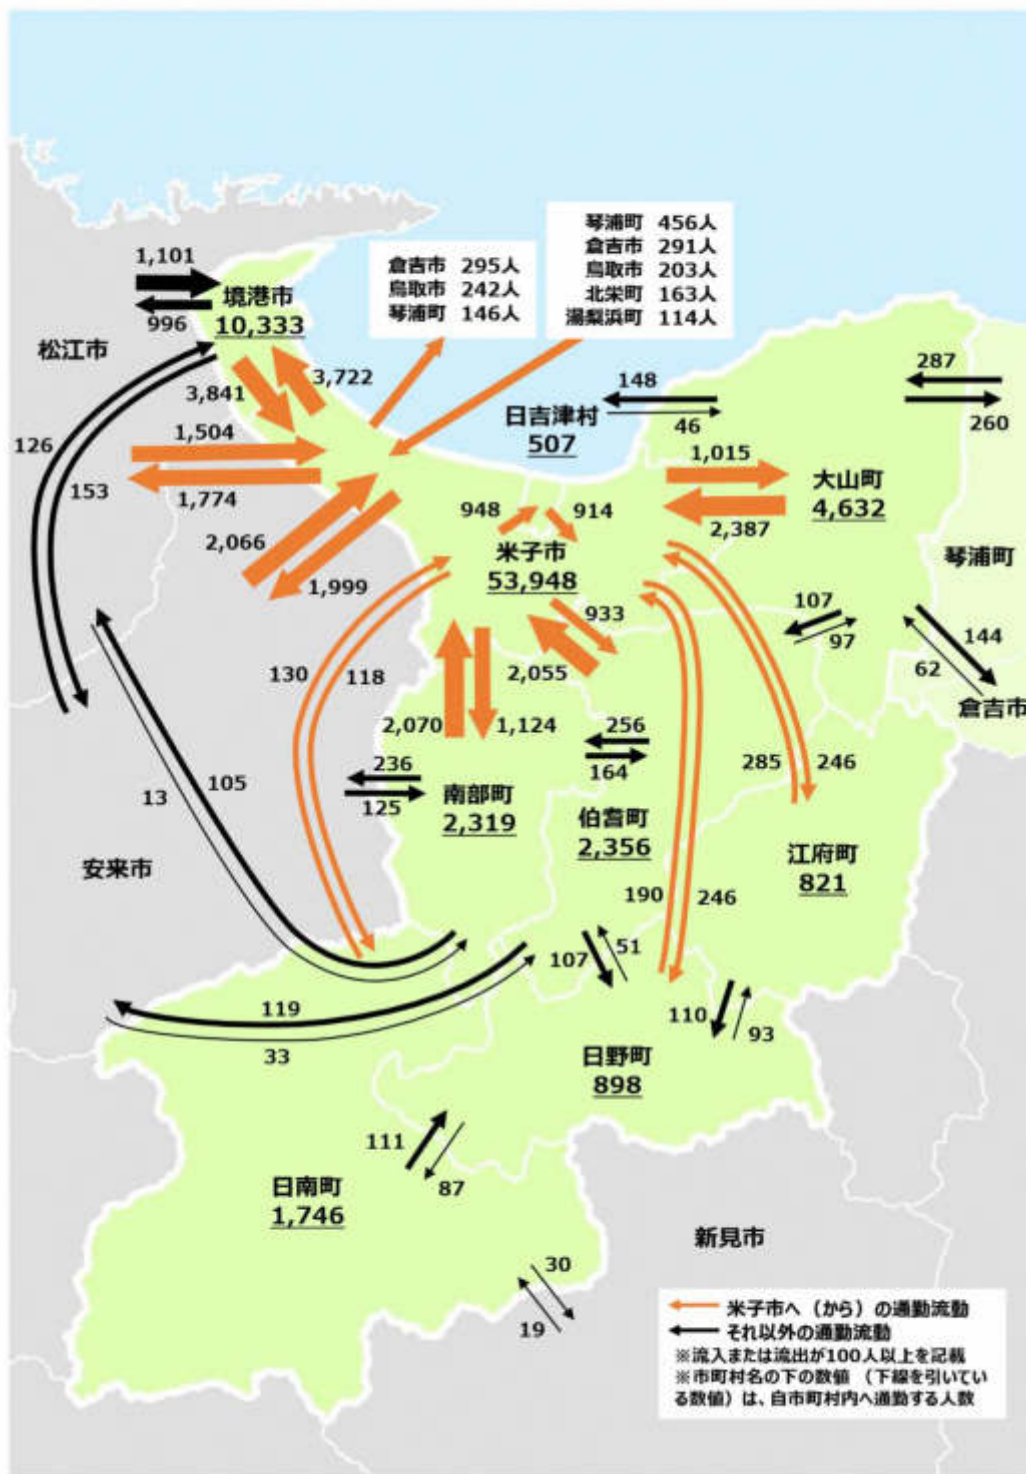 琴浦町 456人
倉吉市 291人
鳥取市 203人
北栄町 163人
湯梨浜町 114人
倉吉市 295人
鳥取市 242人
琴浦町 146人
1,101
境港市
10,333
996
松江市
3,841
3,722
287
148
日吉津村
507
46
260
126
1,504
153
1,774
1,015
大山町
4,632
2,387
948
914
2,066
米子市
53,948
1,999
琴浦町
933
107
97
144
62
130
118
2,055
倉吉市
2,070
1,124
256
164
285
246
236
125
南部町
2,319
105
13
伯耆町
2,356
江府町
821
安来市
190
246
107
51
119
33
110
93
日野町
898
111
87
日南町
1,746
新見市
30
19
米子市へ（から）の通勤流動
それ以外の通勤流動
※流入または流出が100人以上を記載
※市町村名の下の数値 （下線を引いてい
る数値）は、自市町村内へ通勤する人数